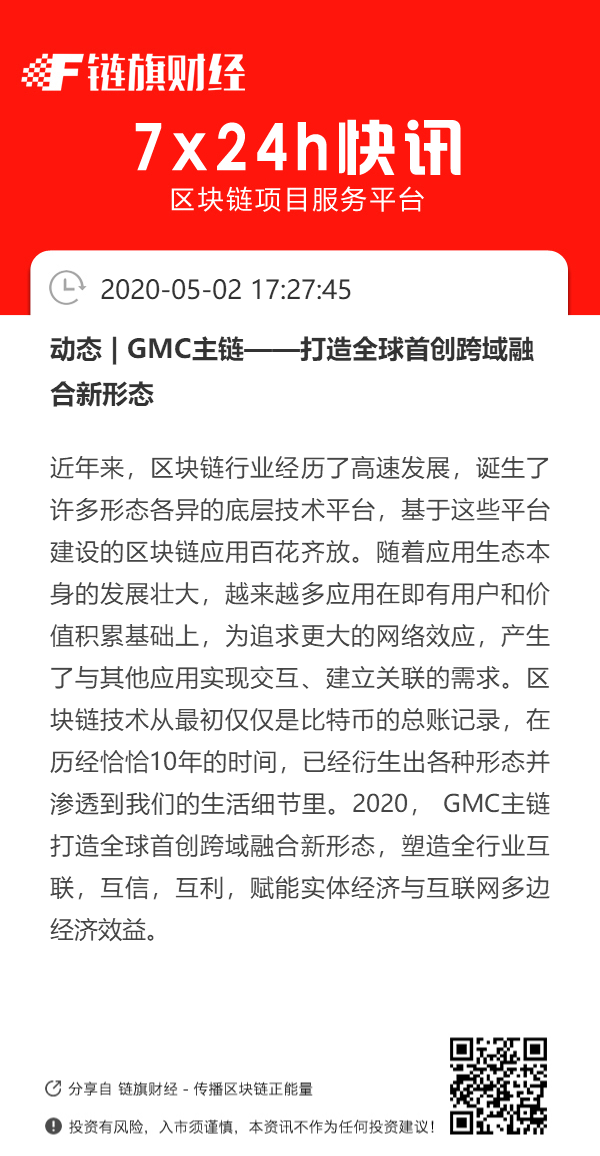 链旗财经
7x24h快讯
区块链项目服务平台
2020-05-02 17:27:45
动态 | GMC主链——打造全球首创跨域融
合新形态
近年来，区块链行业经历了高速发展，诞生了
许多形态各异的底层技术平台，基于这些平台
建设的区块链应用百花齐放。随着应用生态本
身的发展壮大，越来越多应用在即有用户和价
值积累基础上，为追求更大的网络效应，产生
了与其他应用实现交互、建立关联的需求。区
块链技术从最初仅仅是比特币的总账记录，在
历经恰恰10年的时间，已经衍生出各种形态并
渗透到我们的生活细节里。2020， GMC主链
打造全球首创跨域融合新形态，塑造全行业互
联，互信，互利，赋能实体经济与互联网多边
经济效益。
分享自 链旗财经 - 传播区块链正能量
投资有风险，入市须谨慎，本资讯不作为任何投资建议！